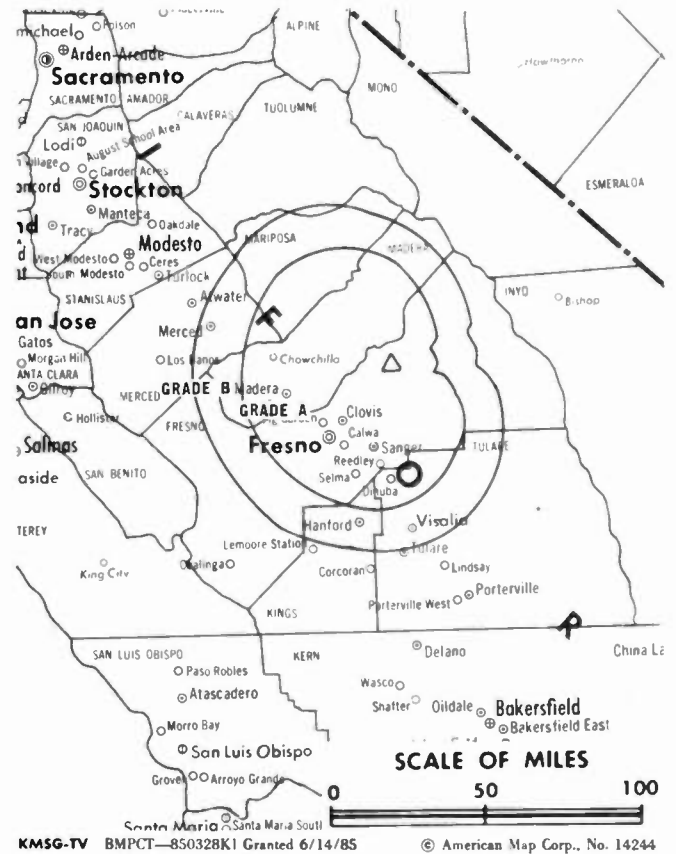 ALPINE
Arden-Arcade
Sacramento
MONO
SACRAMENTO AMADOR
TUOLUMNE
CALAVERAS
SAN JOAQUIN
August School Area
Lodi
ESMERALOA
Garden Acres
Stockton
Manteca
Tracy
Oakdale
MARIPOSA
MADERA
Modesto
West Modesto
Ceres
South Modesto
Turlock
INYO
STANISLAUS
Atwater
Bishop
an Jose
Merced
Gatos
Morgan Hill
Los Banos
Chowchilla
ANTA CLARA
Gilroy
MERCED
GRADE B
Madera
GRADE A
Hollister
FRESNO
Clovis
Calwa
Salinas
Fresno
Sanger
TULARE
Reedley
aside
SAN BENITO
Selma
Dinuba
Hanford
Visalia
TEREY
Lemoore Station
Tulare
King City
Coalinga
Corcoran
Lindsay
Porterville
Porterville West
KINGS
SAN LUIS OBISPO
KERN
Delano
China La
Paso Robles
Wasco
Atascadero
Shafter
Oildale
Bakersfield
Bakersfield East
Morro Bay
San Luis Obispo
SCALE OF MILES
Grover
Arroyo Grande
0 50 100
Santa Maria
Santa Maria South
KMSG-TV BMPCT—850328K1 Granted 6/14/85
© American Map Corp., No. 14244